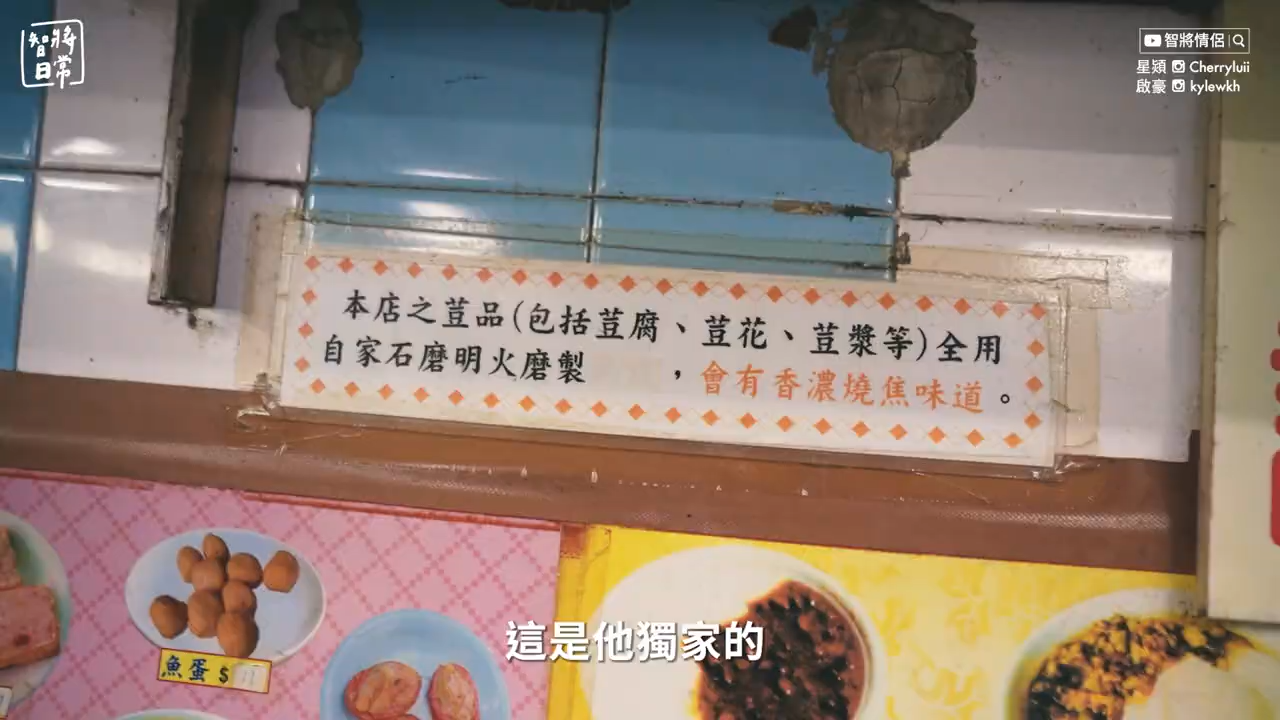 智將日常
智將情侶
星潁 Cherryluii
啟豪 kylewkh
本店之荳品(包括荳腐、荳花、荳漿等)全用
自家石磨明火磨製 ,會有香濃燒焦味道。
魚蛋 $
這是他獨家的